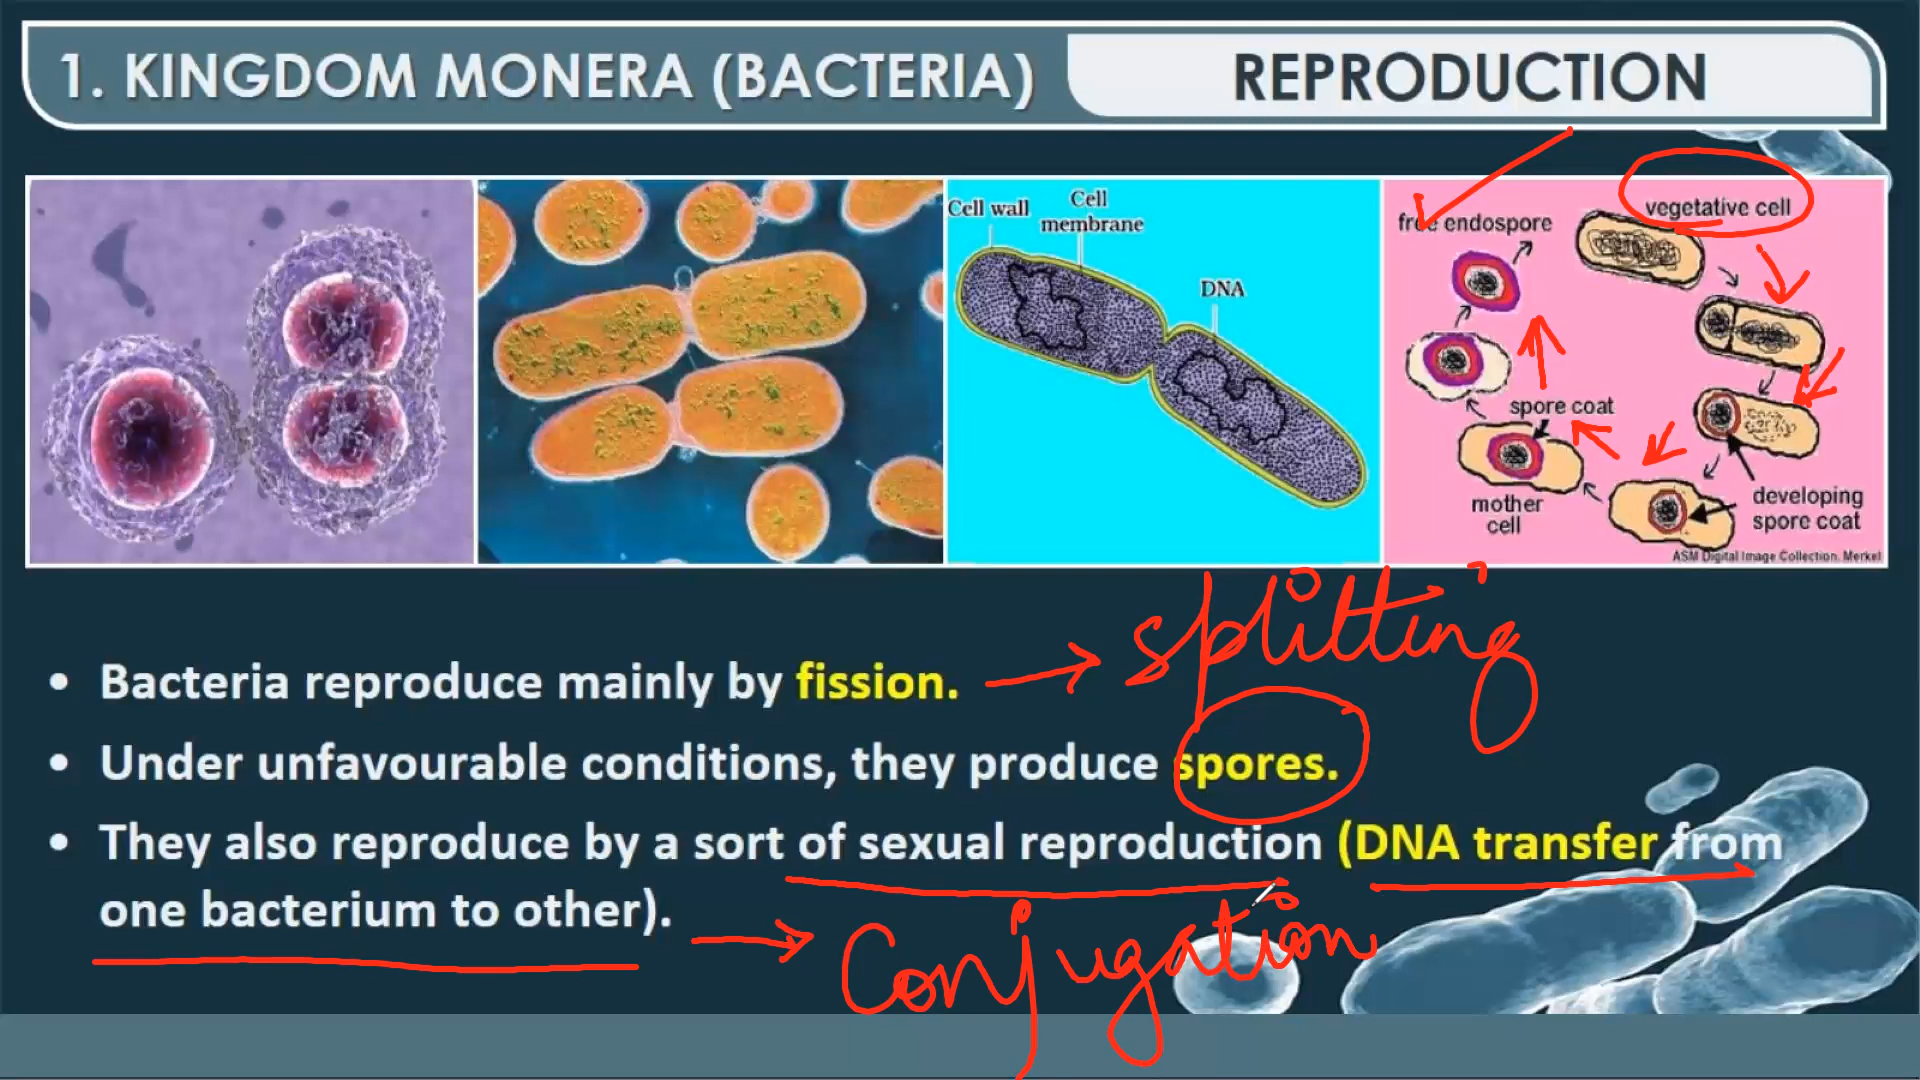 1. KINGDOM MONERA (BACTERIA)
REPRODUCTION
Cell wall
Cell
membrane
DNA
free endospore
vegetative cell
spore coat
mother
cell
developing
spore coat
ASM Digital Image Collection. Merkel
• Bacteria reproduce mainly by fission. → splitting
• Under unfavourable conditions, they produce spores.
• They also reproduce by a sort of sexual reproduction (DNA transfer from
one bacterium to other). → Conjugation